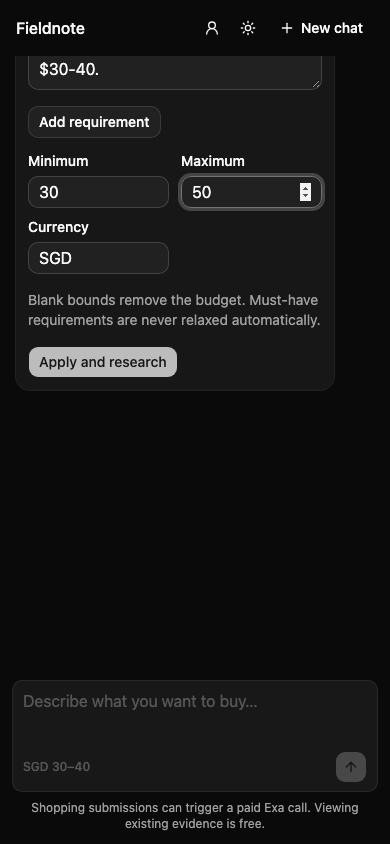 Fieldnote
New chat
$30-40.
Add requirement
Minimum Maximum
30 50
Currency
SGD
Blank bounds remove the budget. Must-have
requirements are never relaxed automatically.
Apply and research
Describe what you want to buy...
SGD 30–40
Shopping submissions can trigger a paid Exa call. Viewing
existing evidence is free.